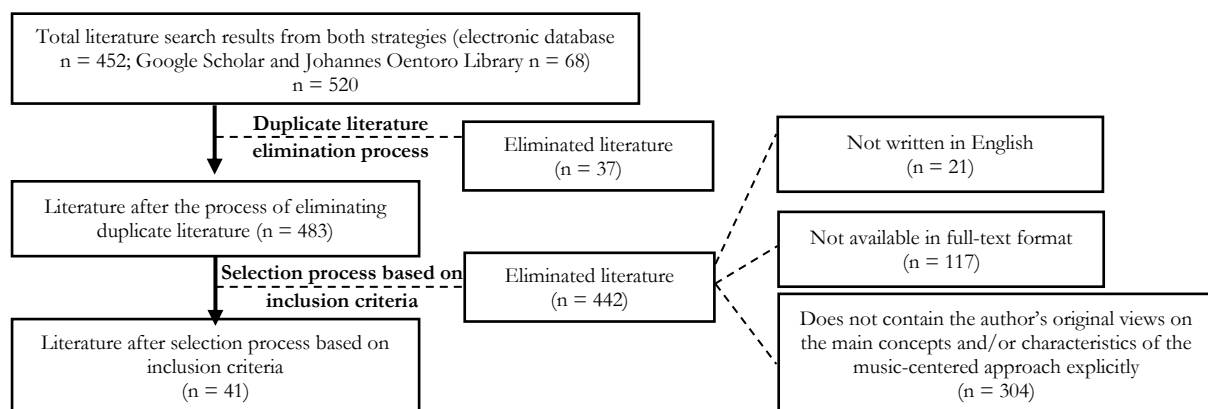 Total literature search results from both strategies (electronic database
n = 452; Google Scholar and Johannes Oentoro Library n = 68)
n = 520
Duplicate literature
elimination process
Eliminated literature
(n = 37)
Not written in English
(n = 21)
Literature after the process of eliminating
duplicate literature (n = 483)
Selection process based on
inclusion criteria
Eliminated literature
(n = 442)
Not available in full-text format
(n = 117)
Literature after selection process based on
inclusion criteria
(n = 41)
Does not contain the author's original views on
the main concepts and/or characteristics of the
music-centered approach explicitly
(n = 304)